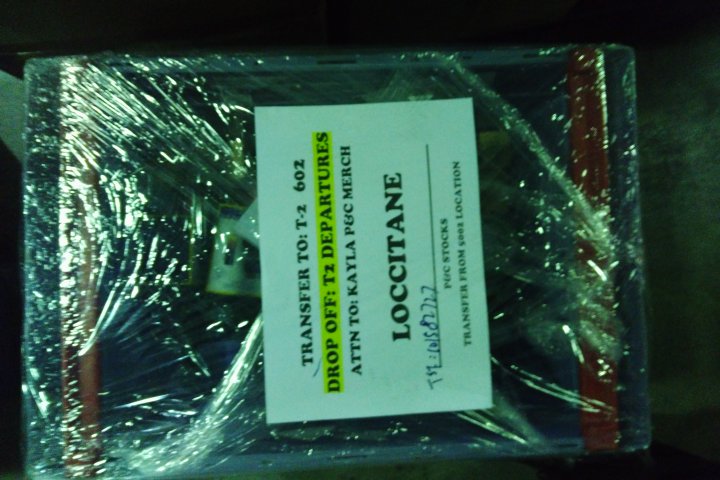 TRANSFER TO: T-2 602
DROP OFF: T2 DEPARTURES
ATTN TO: KAYLA P&C MERCH
LOCCITANE
P&C STOCKS
TRANSFER FROM 5002 LOCATION